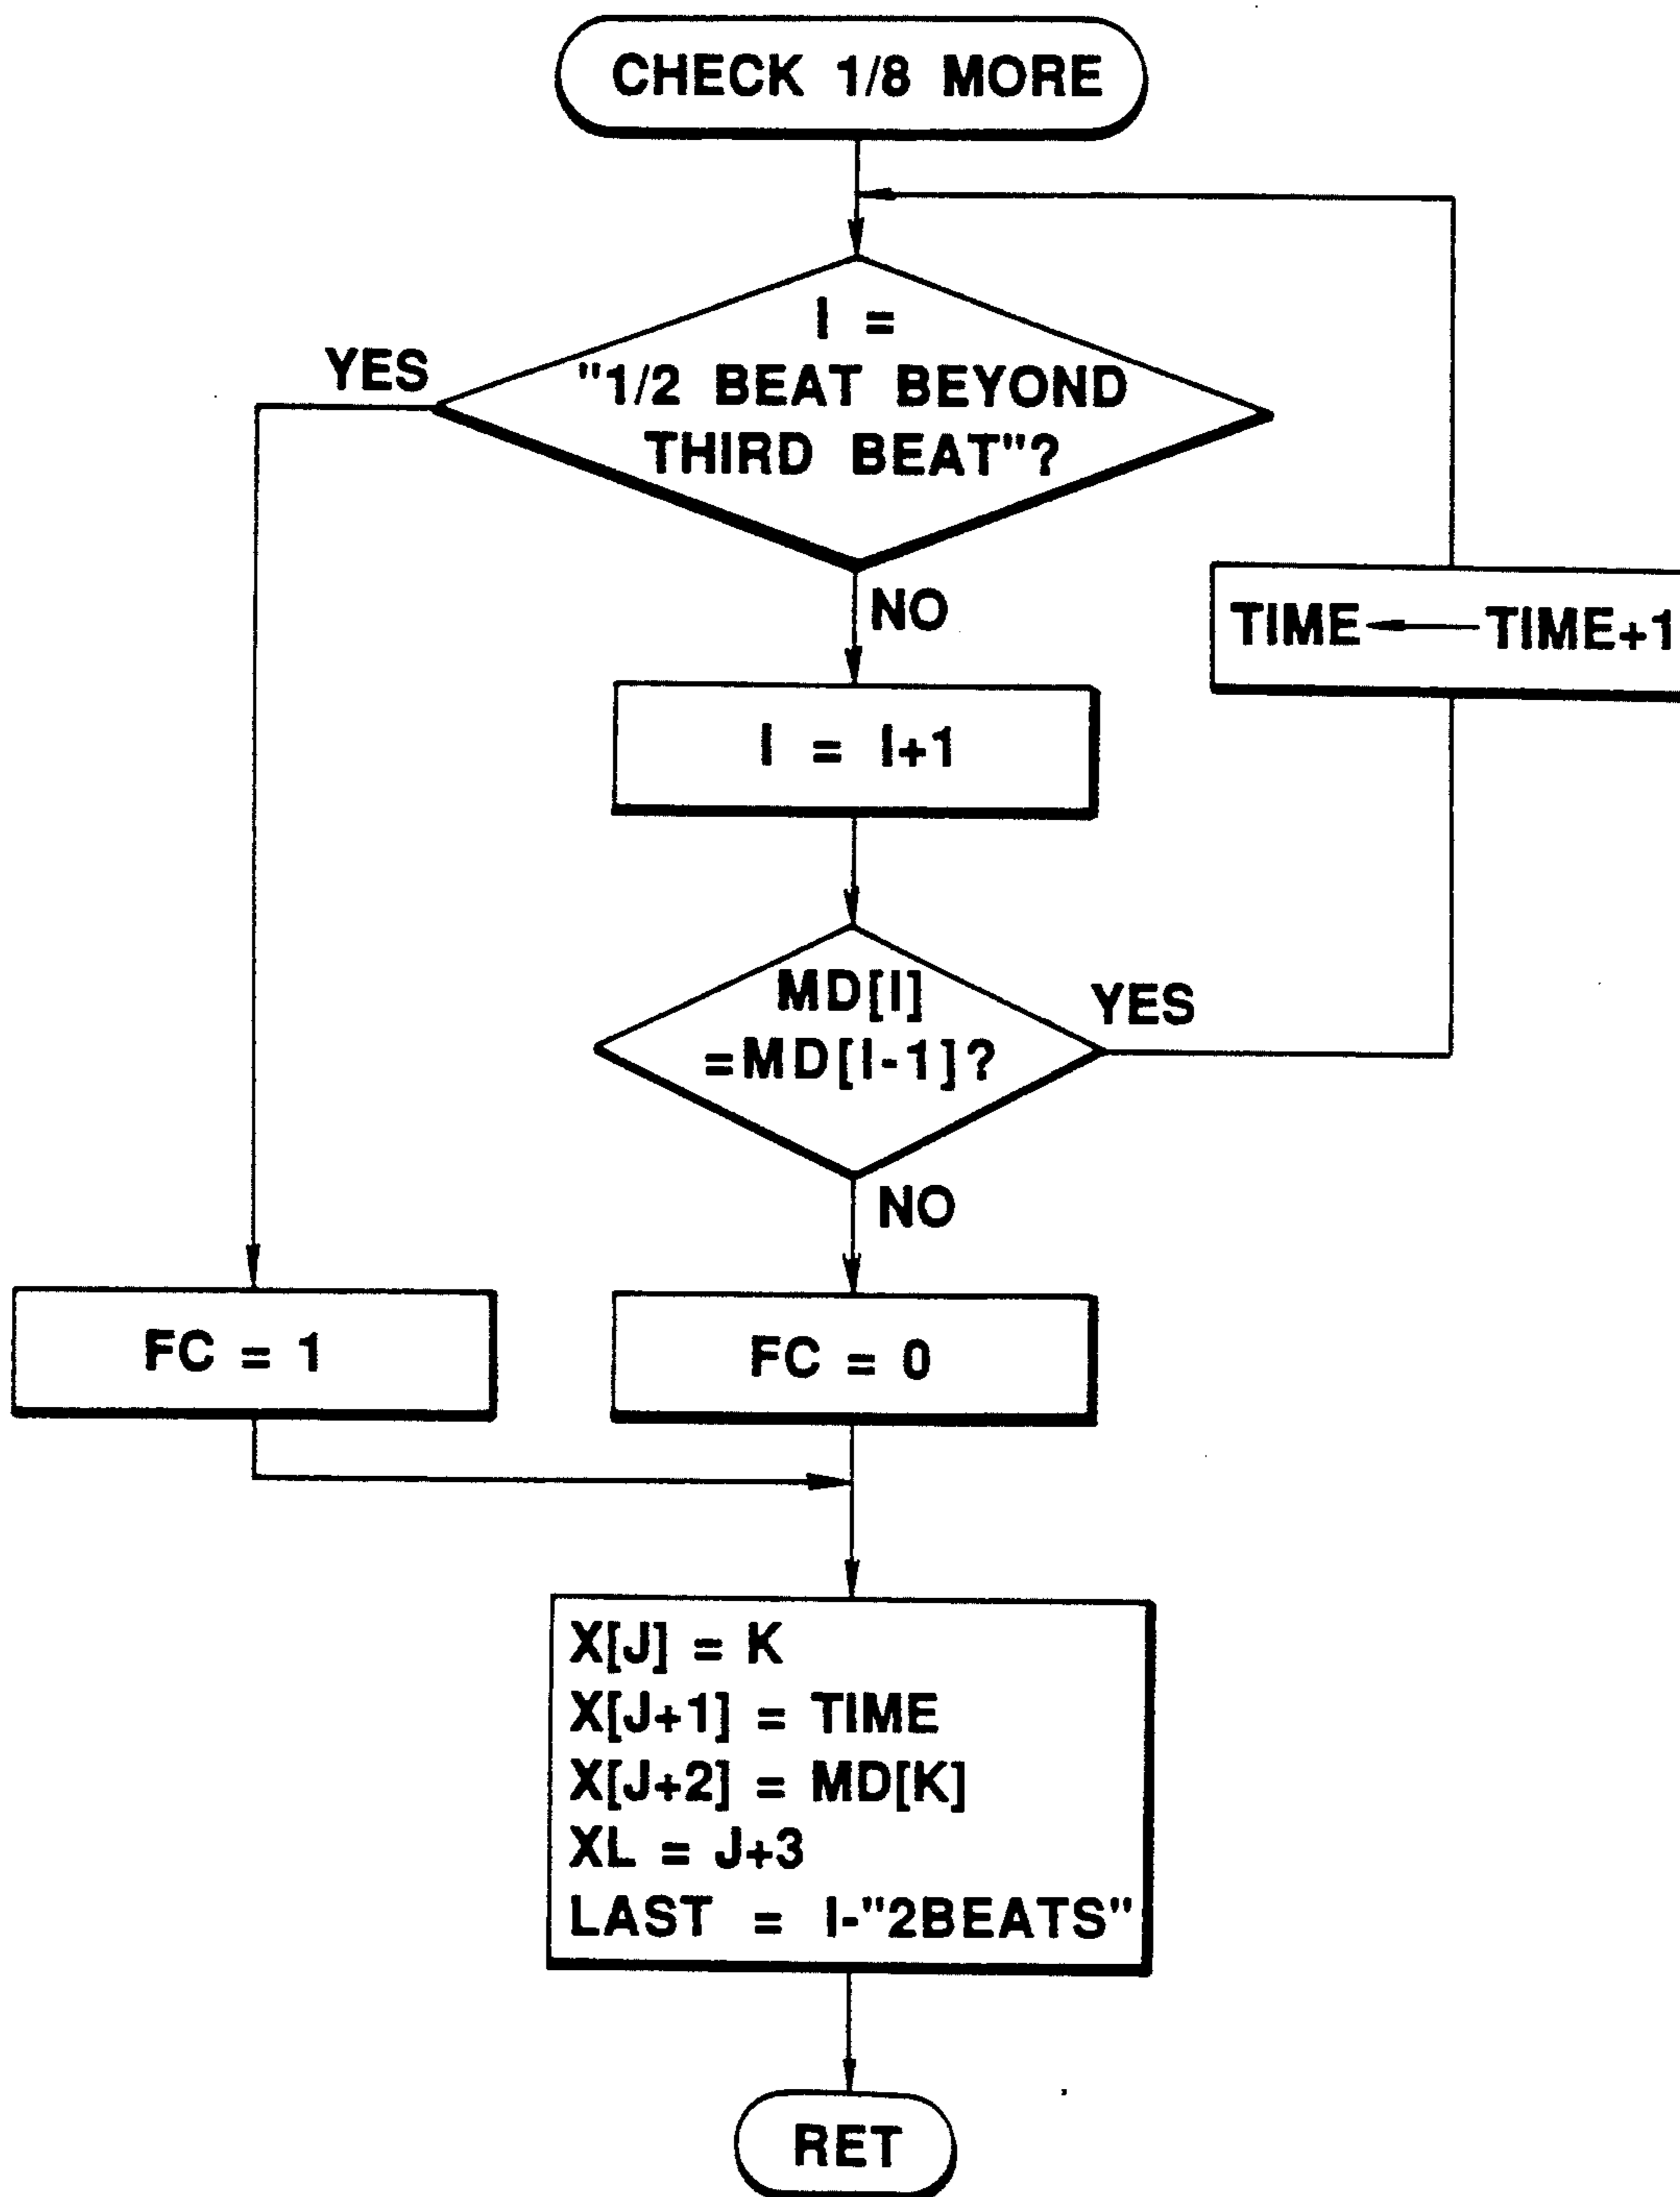 CHECK 1/8 MORE
I =
"1/2 BEAT BEYOND
THIRD BEAT"?
YES
NO
TIME ← TIME+1
I = I+1
MD[I]
=MD[I-1]?
YES
NO
FC = 1
FC = 0
X[J] = K
X[J+1] = TIME
X[J+2] = MD[K]
XL = J+3
LAST = I-"2BEATS"
RET